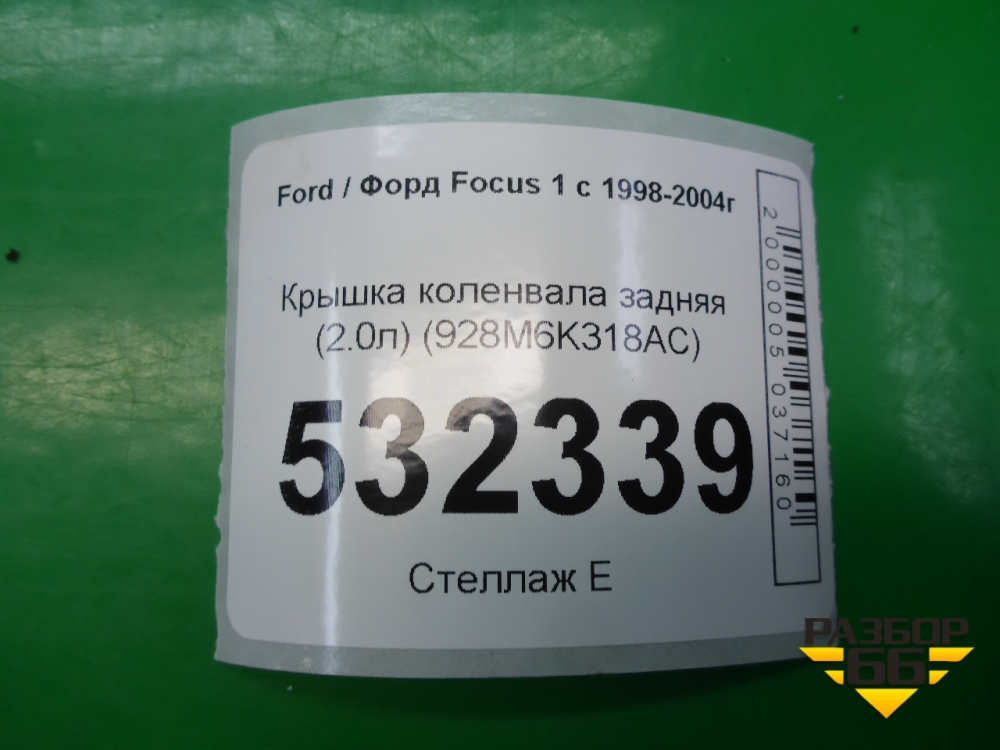 Ford / Форд Focus 1 с 1998-2004г
Крышка коленвала задняя
(2.0л) (928M6K318AC)
532339
Стеллаж Е
2000005037160
РАЗБОР
66